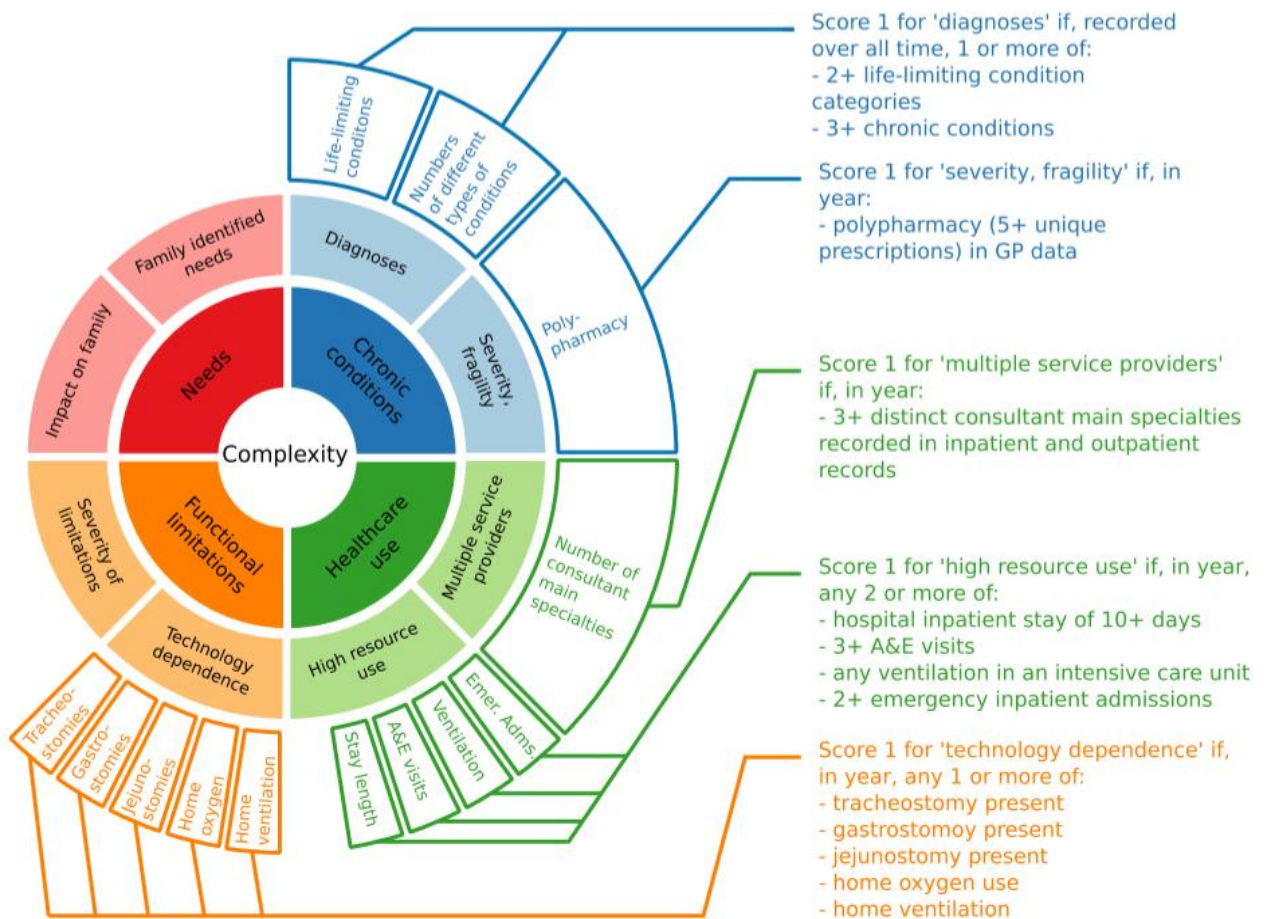 Complexity
Needs
Chronic
conditions
Functional
limitations
Healthcare
use
Family identified
needs
Impact on family
Diagnoses
Severity,
fragility
Severity of
limitations
Technology
dependence
High resource
use
Multiple service
providers
Life-limiting
conditons
Numbers
of different
types of
conditions
Poly-
pharmacy
Number of
consultant
main
specialties
Emer. Adms.
Ventilation
A&E visits
Stay length
Home
ventilation
Home
oxygen
Jejuno-
stomies
Gastro-
stomies
Tracheo-
stomies
Score 1 for 'diagnoses' if, recorded
over all time, 1 or more of:
- 2+ life-limiting condition
categories
- 3+ chronic conditions
Score 1 for 'severity, fragility' if, in
year:
- polypharmacy (5+ unique
prescriptions) in GP data
Score 1 for 'multiple service providers'
if, in year:
- 3+ distinct consultant main specialties
recorded in inpatient and outpatient
records
Score 1 for 'high resource use' if, in year,
any 2 or more of:
- hospital inpatient stay of 10+ days
- 3+ A&E visits
- any ventilation in an intensive care unit
- 2+ emergency inpatient admissions
Score 1 for 'technology dependence' if,
in year, any 1 or more of:
- tracheostomy present
- gastrostomoy present
- jejunostomy present
- home oxygen use
- home ventilation